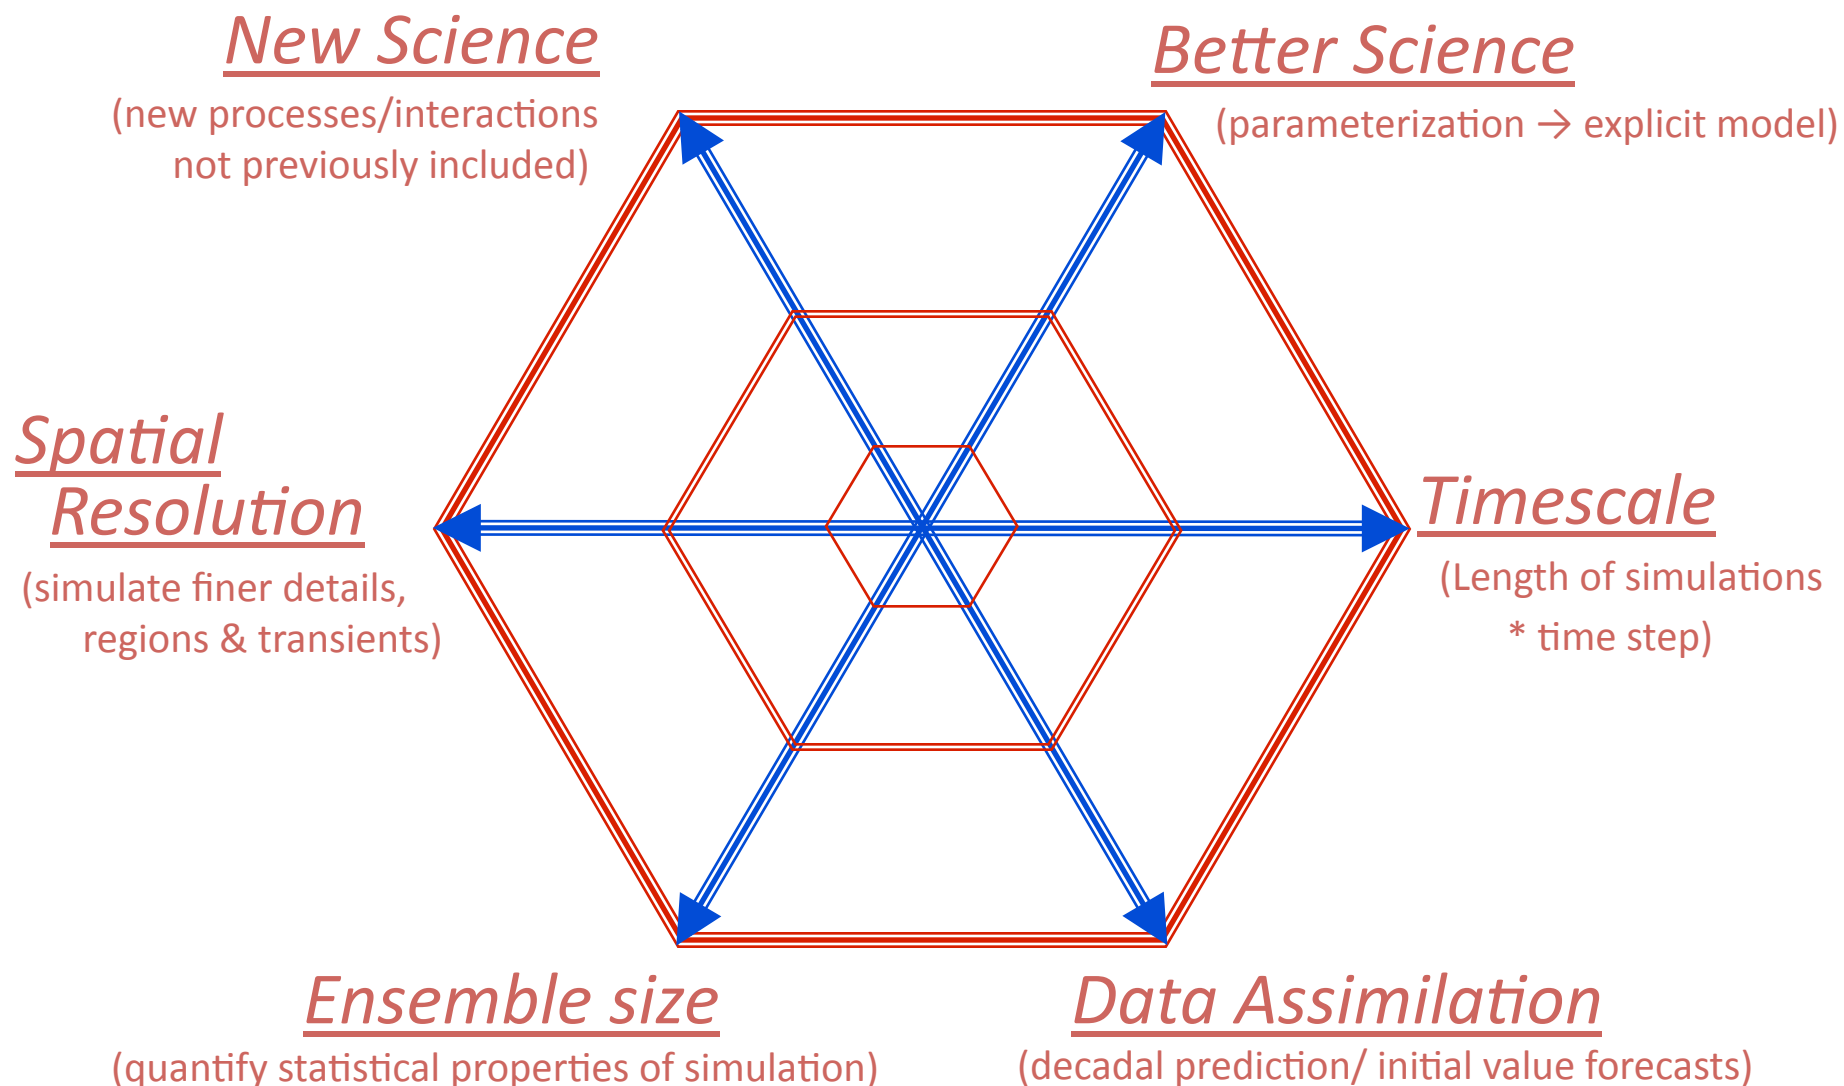 New Science
(new processes/interactions
not previously included)
Better Science
(parameterization → explicit model)
Spatial
Resolution
(simulate finer details,
regions & transients)
Timescale
(Length of simulations
* time step)
Ensemble size
(quantify statistical properties of simulation)
Data Assimilation
(decadal prediction/ initial value forecasts)